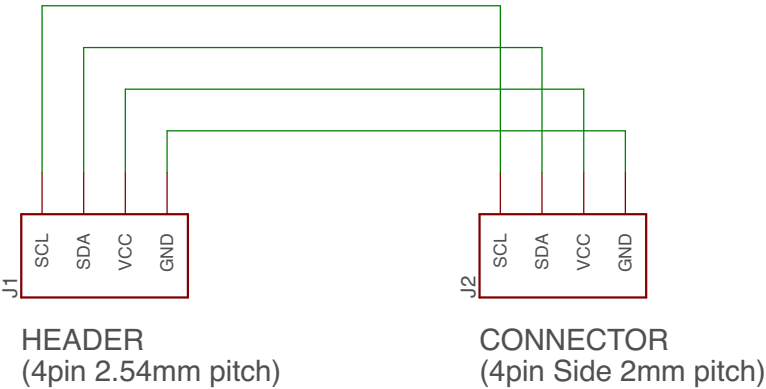 SCL
SDA
VCC
GND
J1
HEADER
(4pin 2.54mm pitch)
SCL
SDA
VCC
GND
J2
CONNECTOR
(4pin Side 2mm pitch)